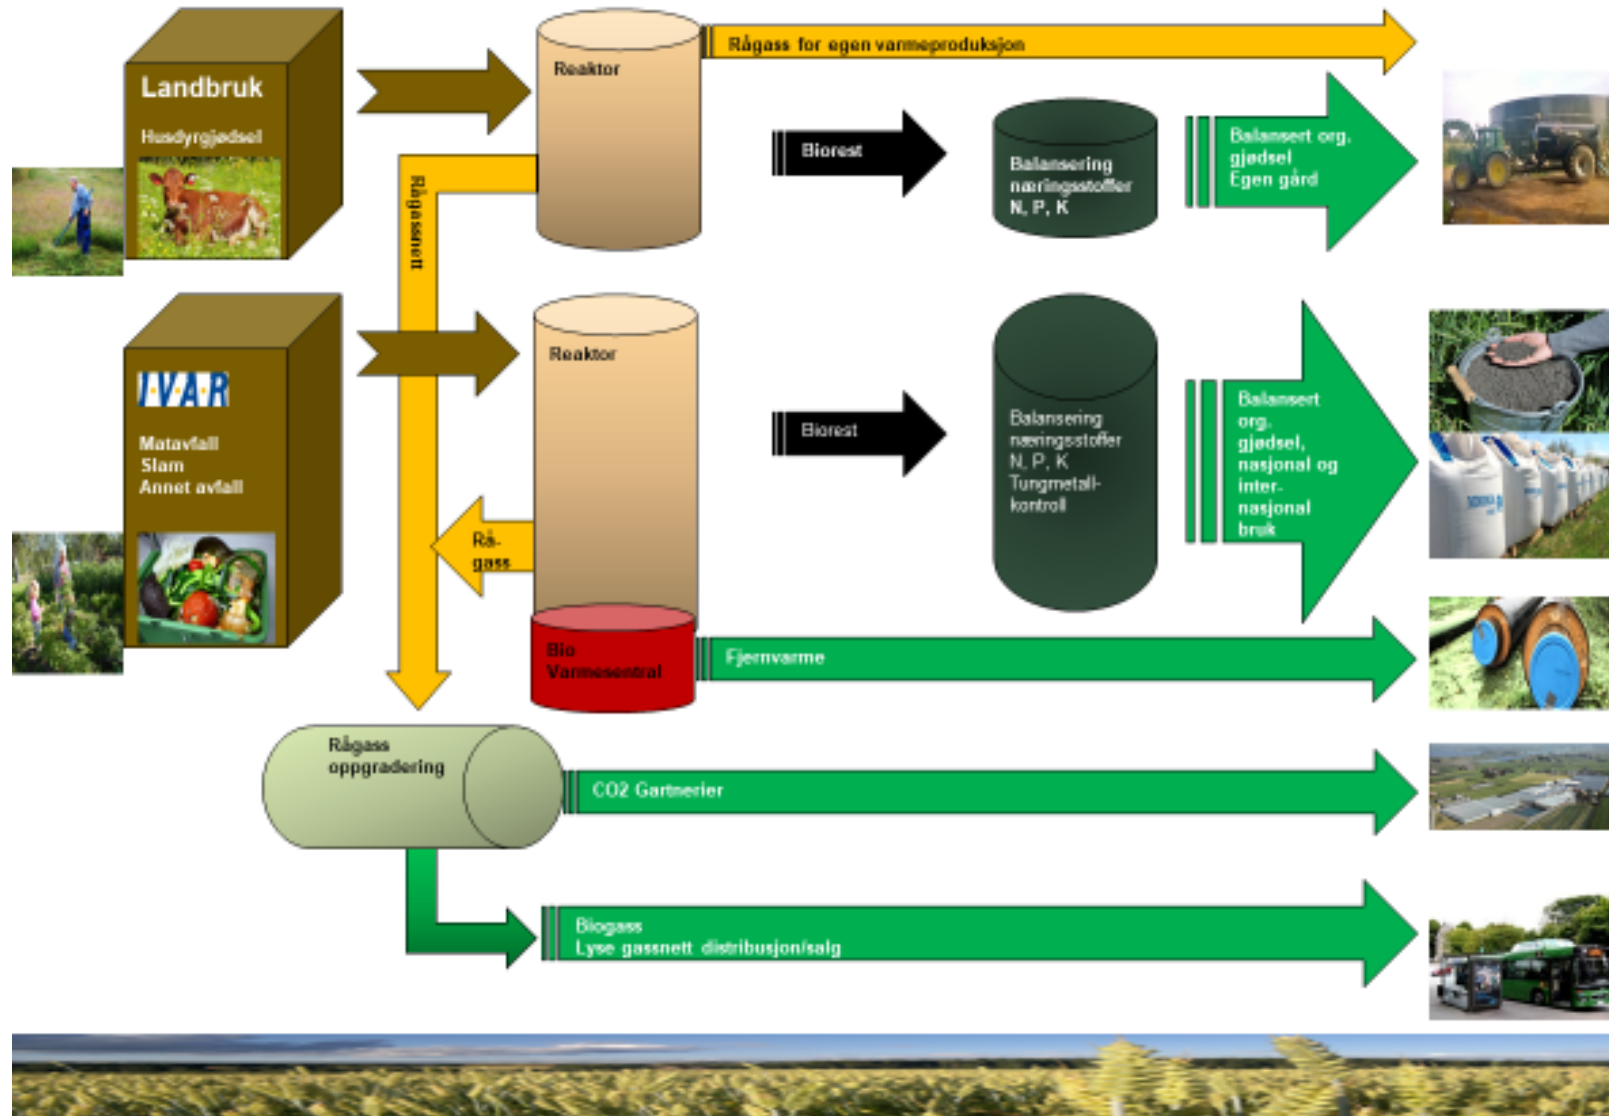 Landbruk
Husdyrgjødsel
Reaktor
Rågass for egen varmeproduksjon
Biorest
Balansering
næringsstoffer
N, P, K
Balansert org.
gjødsel
Egen gård
Rågassnett
I·V·A·R
Matavfall
Slam
Annet avfall
Reaktor
Biorest
Balansering
næringsstoffer
N, P, K
Tungmetall-
kontroll
Balansert
org.
gjødsel,
nasjonal og
inter-
nasjonal
bruk
Rå-
gass
Bio
Varmesentral
Fjernvarme
Rågass
oppgradering
CO2 Gartnerier
Biogass
Lyse gassnett distribusjon/salg